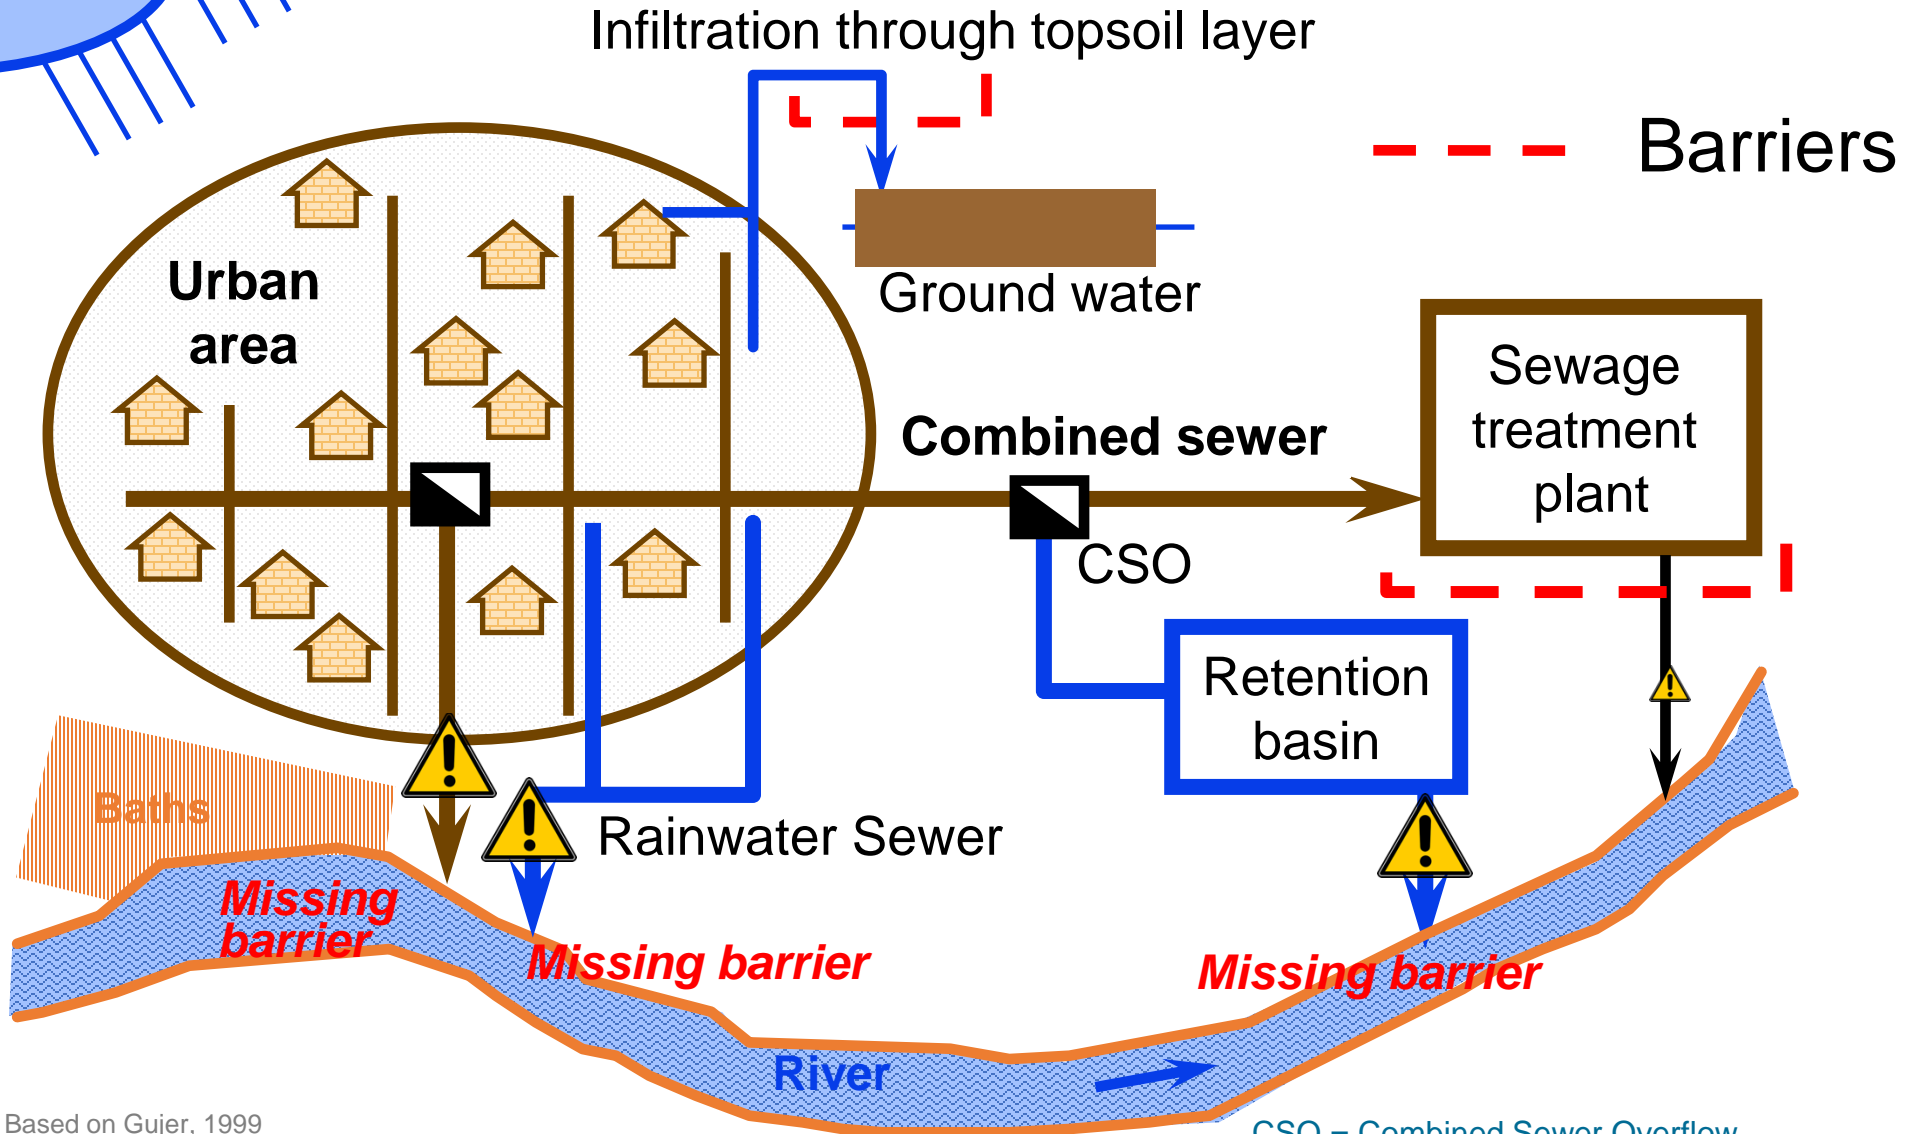 Infiltration through topsoil layer
Barriers
Urban
area
Ground water
Sewage
treatment
plant
Combined sewer
CSO
Retention
basin
Baths
Rainwater Sewer
Missing
barrier
Missing barrier
Missing barrier
River
Based on Gujer, 1999
CSO = Combined Sewer Overflow